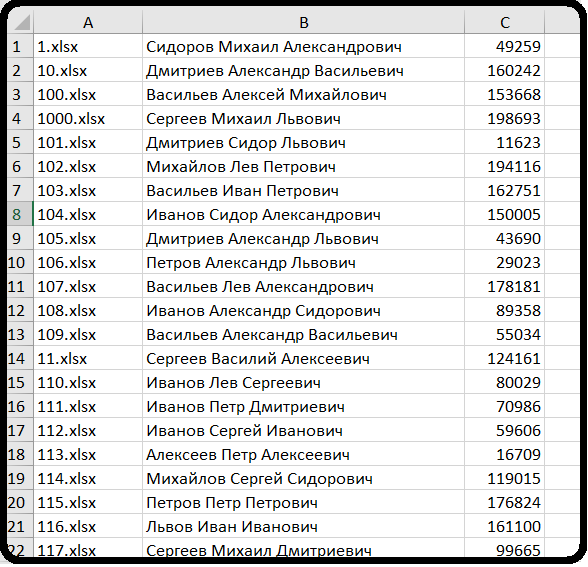 A B C
1 1.xlsx Сидоров Михаил Александрович 49259
2 10.xlsx Дмитриев Александр Васильевич 160242
3 100.xlsx Васильев Алексей Михайлович 153668
4 1000.xlsx Сергеев Михаил Львович 198693
5 101.xlsx Дмитриев Сидор Львович 11623
6 102.xlsx Михайлов Лев Петрович 194116
7 103.xlsx Васильев Иван Петрович 162751
8 104.xlsx Иванов Сидор Александрович 150005
9 105.xlsx Дмитриев Александр Львович 43690
10 106.xlsx Петров Александр Львович 29023
11 107.xlsx Васильев Лев Александрович 178181
12 108.xlsx Иванов Александр Сидорович 89358
13 109.xlsx Васильев Александр Васильевич 55034
14 11.xlsx Сергеев Василий Алексеевич 124161
15 110.xlsx Иванов Лев Сергеевич 80029
16 111.xlsx Иванов Петр Дмитриевич 70986
17 112.xlsx Иванов Сергей Иванович 59606
18 113.xlsx Алексеев Петр Алексеевич 16709
19 114.xlsx Михайлов Сергей Сидорович 119015
20 115.xlsx Петров Петр Петрович 176824
21 116.xlsx Львов Иван Иванович 161100
22 117.xlsx Сергеев Михаил Дмитриевич 99665